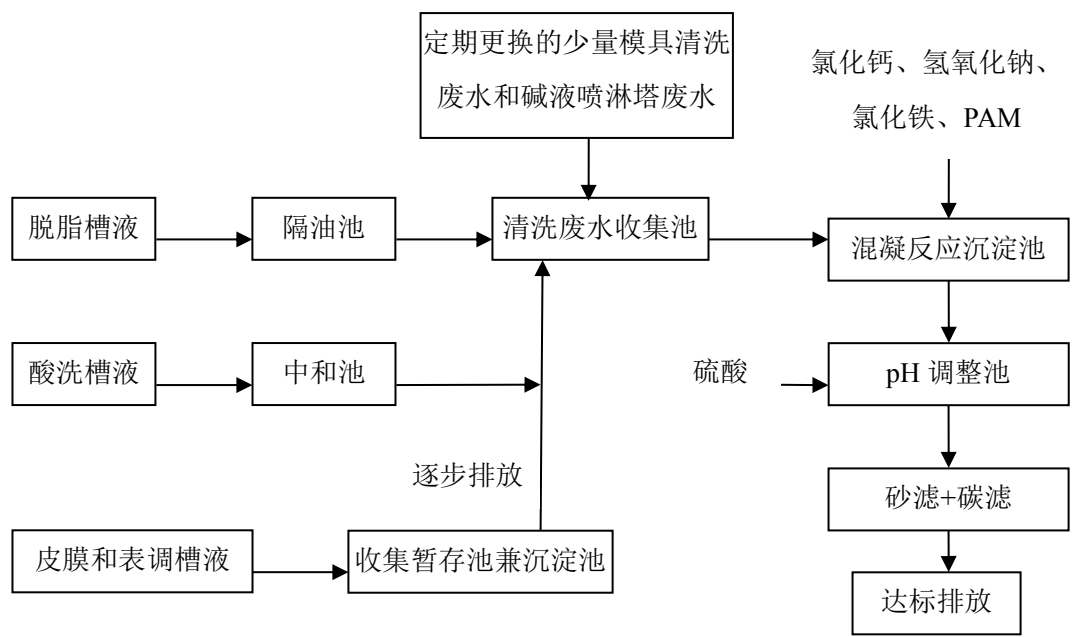 定期更换的少量模具清洗
废水和碱液喷淋塔废水
氯化钙、氢氧化钠、
氯化铁、PAM
脱脂槽液
隔油池
清洗废水收集池
混凝反应沉淀池
酸洗槽液
中和池
硫酸
pH 调整池
逐步排放
砂滤+碳滤
皮膜和表调槽液
收集暂存池兼沉淀池
达标排放